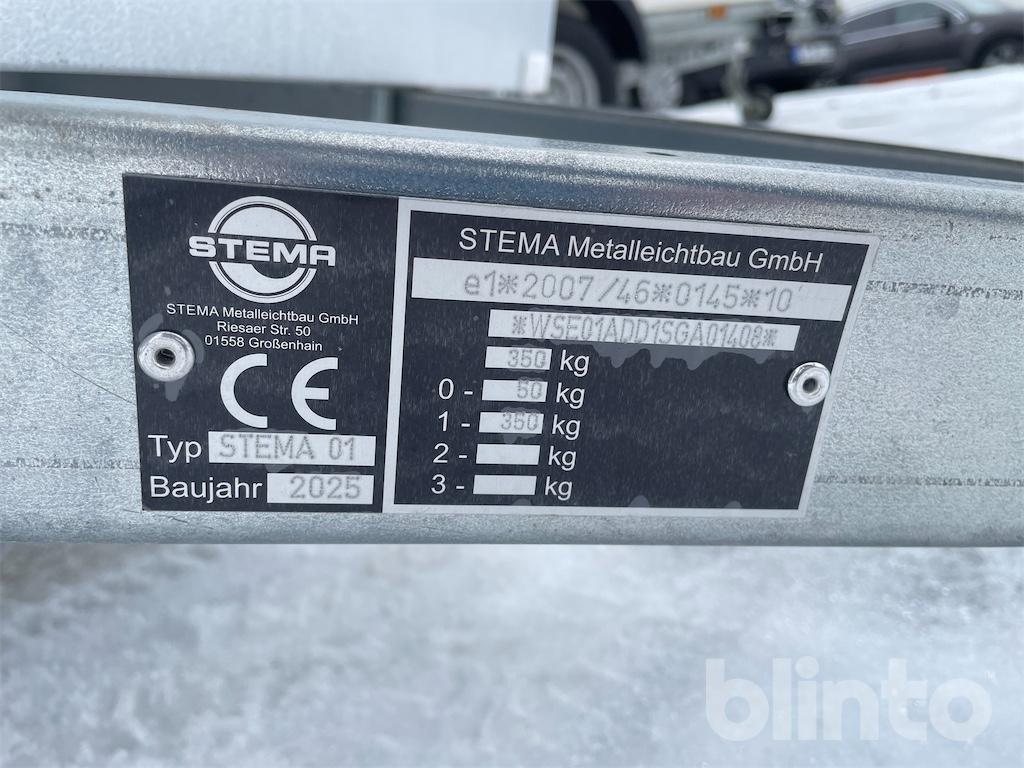 STEMA
STEMA Metalleichtbau GmbH
Riesaer Str. 50
01558 Großenhain
CE
Typ STEMA 01
Baujahr 2025
STEMA Metalleichtbau GmbH
e1*2007/46*0145*10
*WSE01ADD1SGA01408*
350 kg
0 - 50 kg
1 - 350 kg
2 - kg
3 - kg
blinto